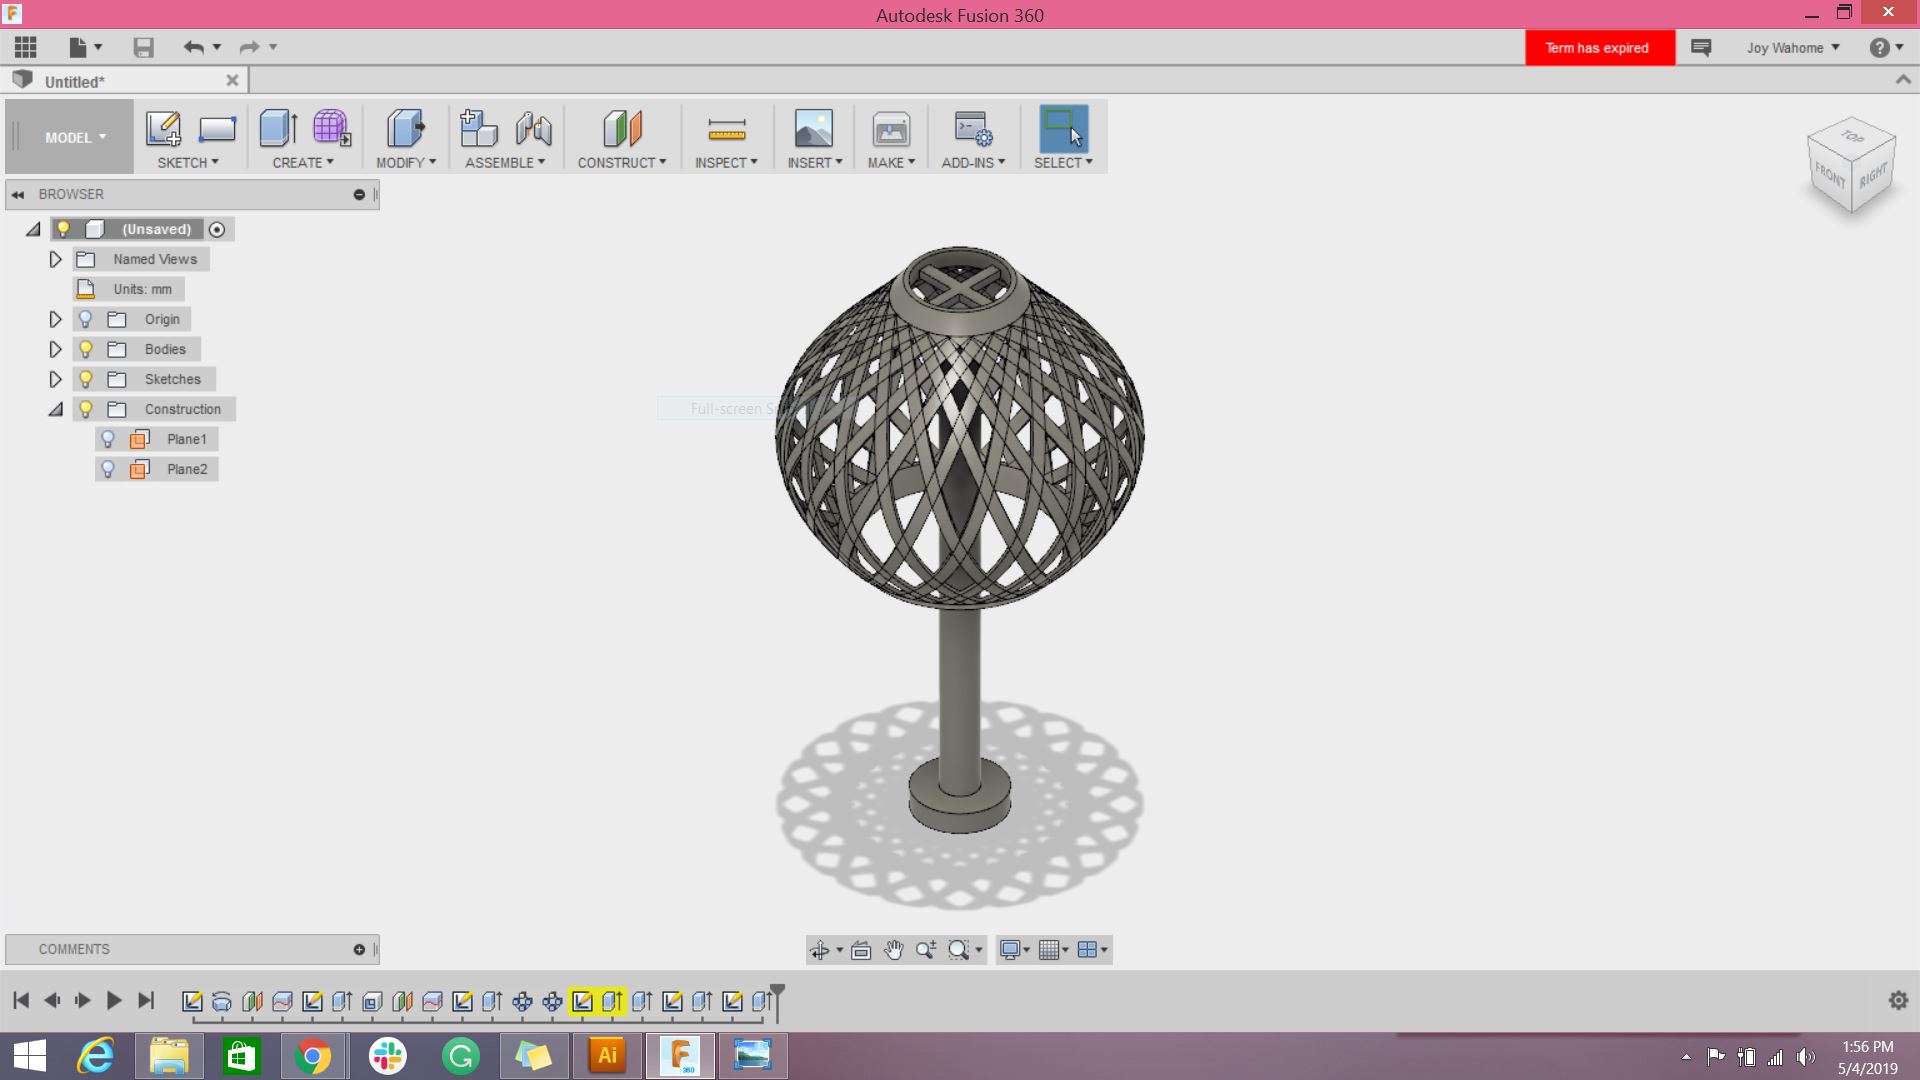 Autodesk Fusion 360
Term has expired
Joy Wahome
Untitled*
MODEL
SKETCH
CREATE
MODIFY
ASSEMBLE
CONSTRUCT
INSPECT
INSERT
MAKE
ADD-INS
SELECT
TOP
FRONT
RIGHT
BROWSER
(Unsaved)
Named Views
Units: mm
Origin
Bodies
Sketches
Construction
Full-screen
Plane1
Plane2
COMMENTS
Ai
360
1:56 PM
5/4/2019